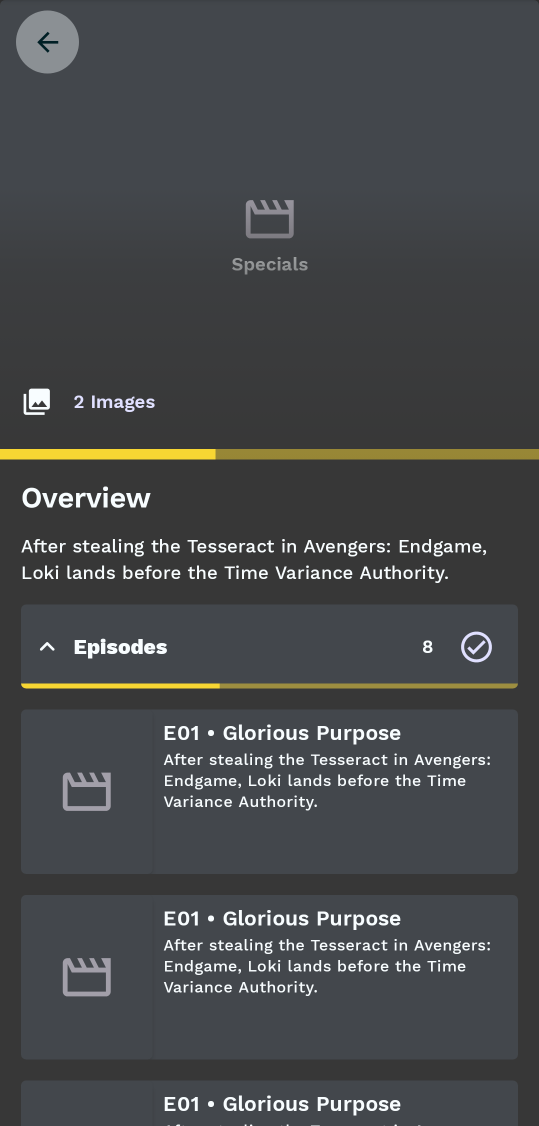 Specials
2 Images
Overview
After stealing the Tesseract in Avengers: Endgame,
Loki lands before the Time Variance Authority.
Episodes 8
E01 • Glorious Purpose
After stealing the Tesseract in Avengers:
Endgame, Loki lands before the Time
Variance Authority.
E01 • Glorious Purpose
After stealing the Tesseract in Avengers:
Endgame, Loki lands before the Time
Variance Authority.
E01 • Glorious Purpose